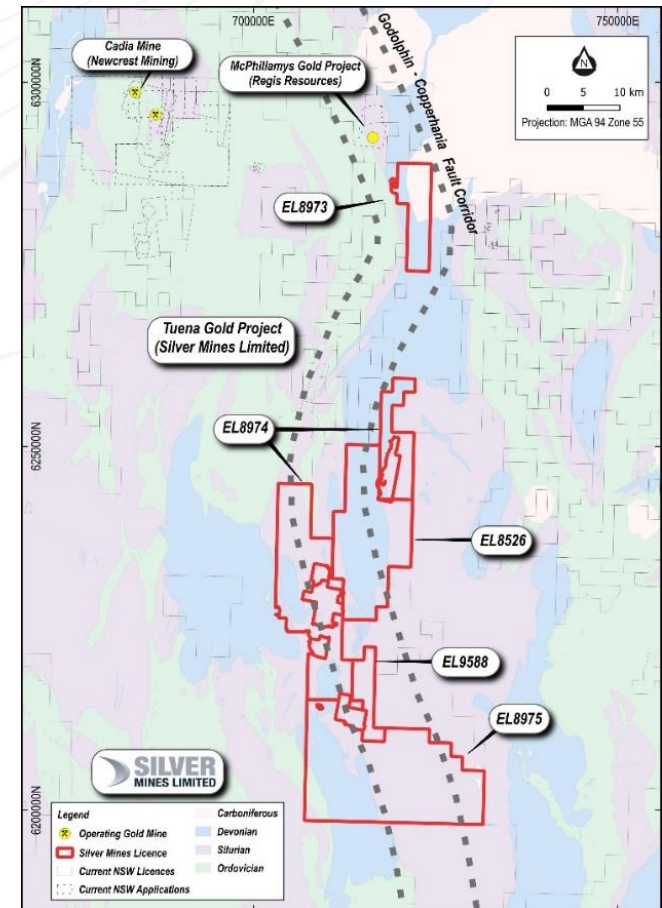 700000E
750000E
6300000N
6250000N
6200000N
Cadia Mine
(Newcrest Mining)
McPhillamys Gold Project
(Regis Resources)
Godolphin - Copperhania Fault Corridor
N
0 5 10 km
Projection: MGA 94 Zone 55
EL8973
Tuena Gold Project
(Silver Mines Limited)
EL8974
EL8526
EL9588
EL8975
SILVER
MINES LIMITED
Legend
Operating Gold Mine
Silver Mines Licence
Current NSW Licences
Current NSW Applications
Carboniferous
Devonian
Silurian
Ordovician